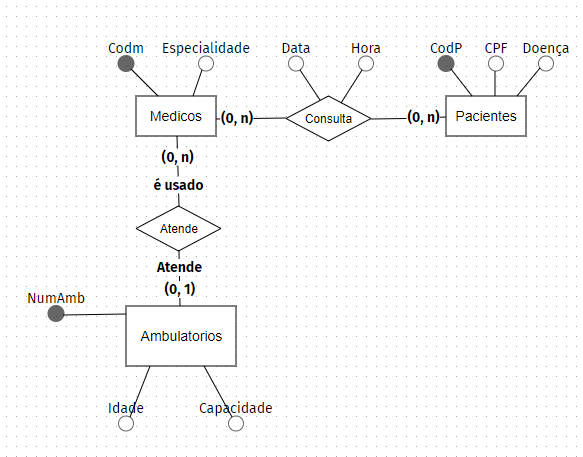 Codm Especialidade Data Hora CodP CPF Doença
Medicos (0, n) Consulta (0, n) Pacientes
(0, n)
é usado
Atende
Atende
(0, 1)
NumAmb
Ambulatorios
Idade Capacidade